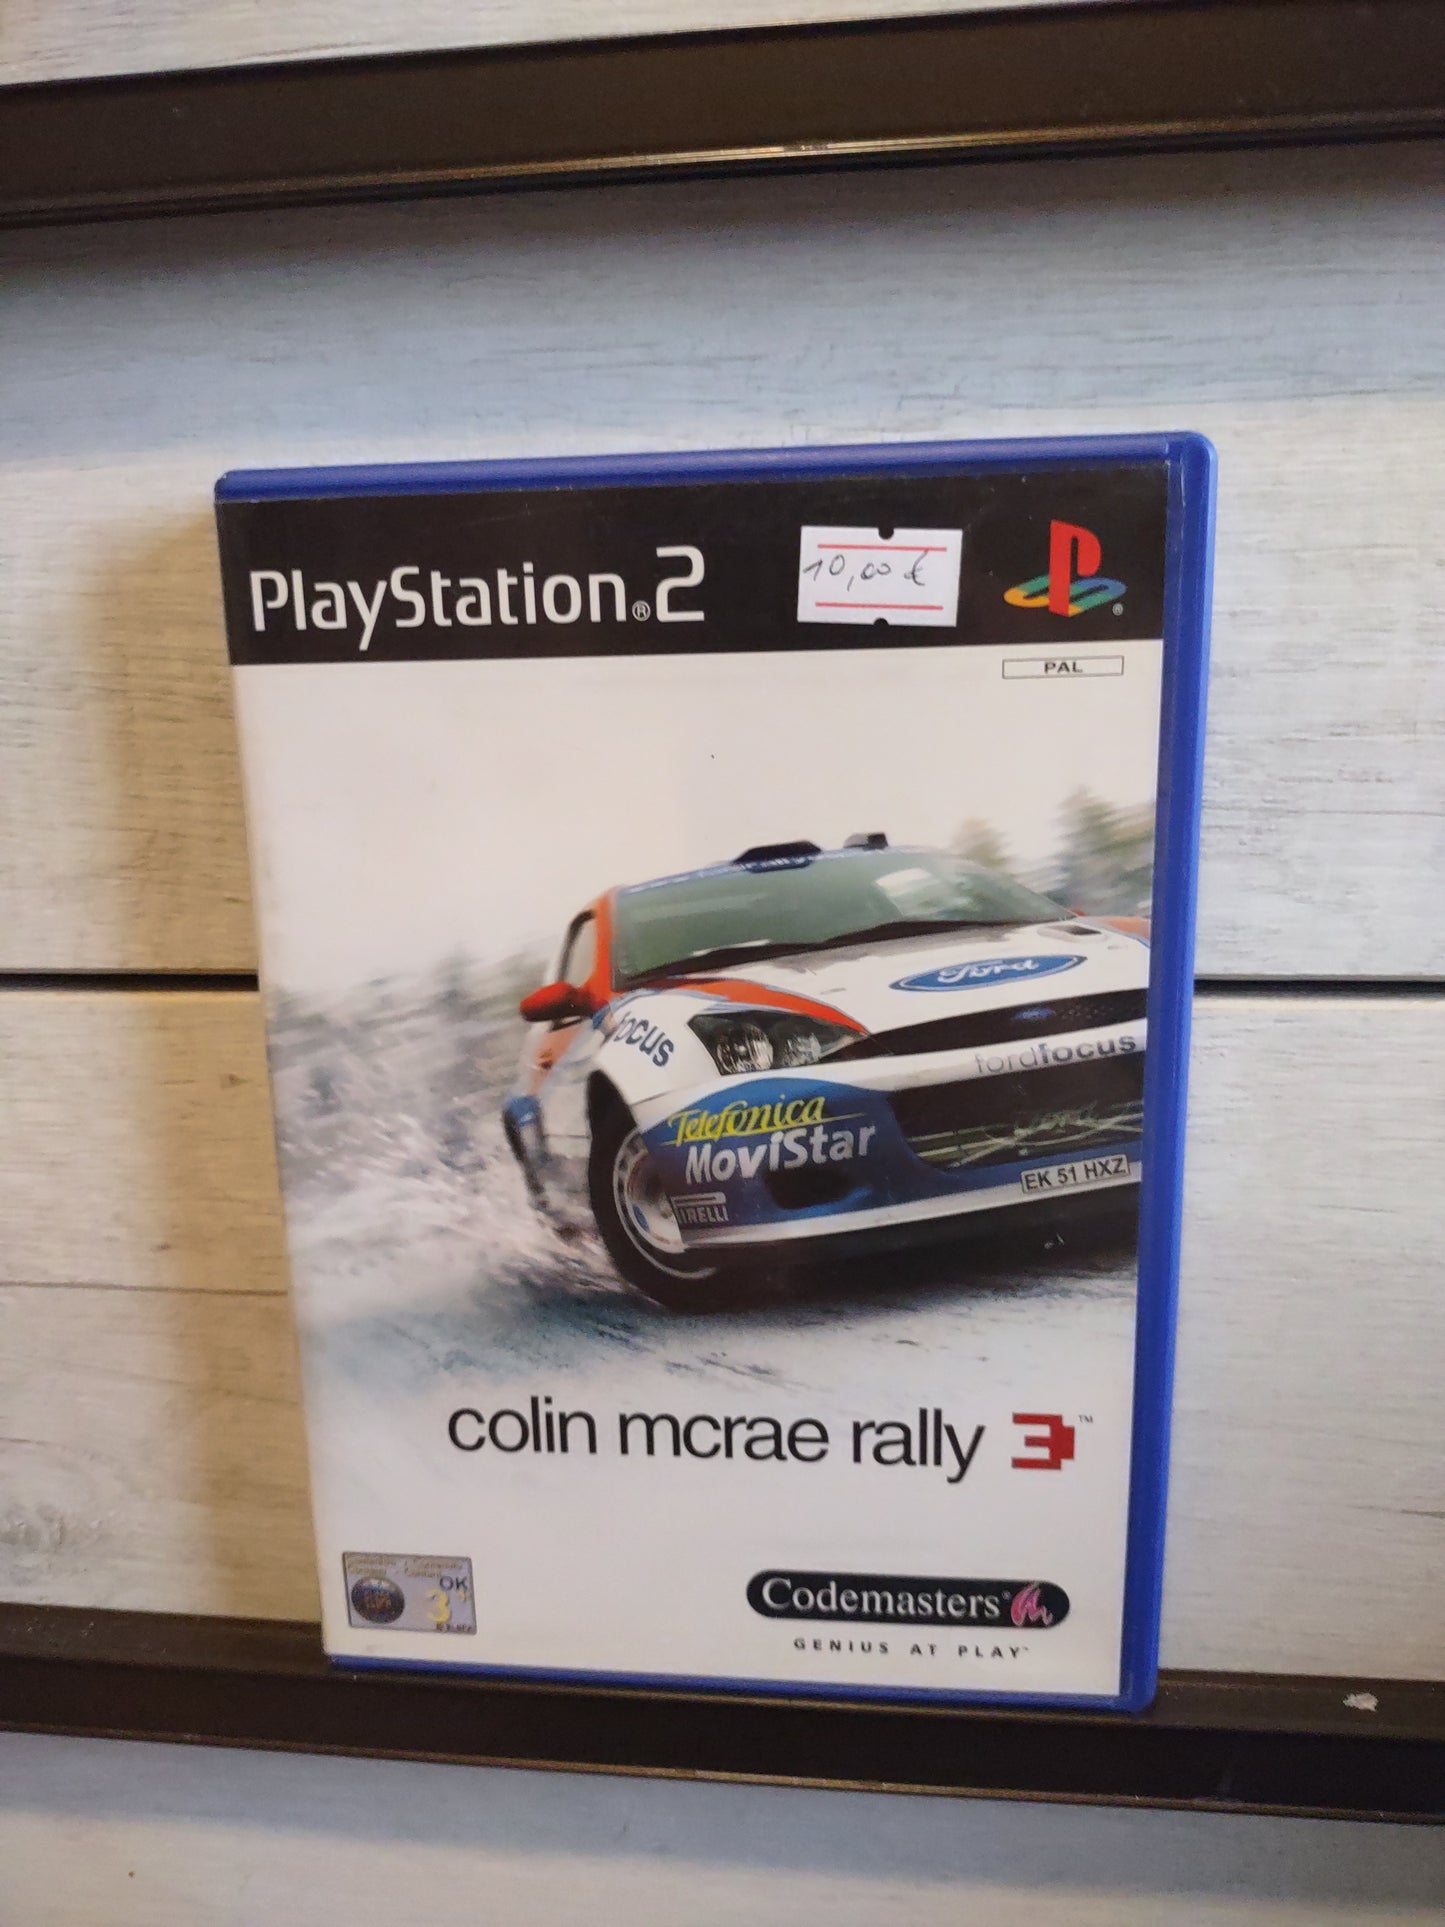 PlayStation®2
10,00 €
PAL
Ford
focus
fordfocus
Telefónica
MoviStar
EK 51 HXZ
PIRELLI
colin mcrae rally 3™
OK
3+
Codemasters®
GENIUS AT PLAY™